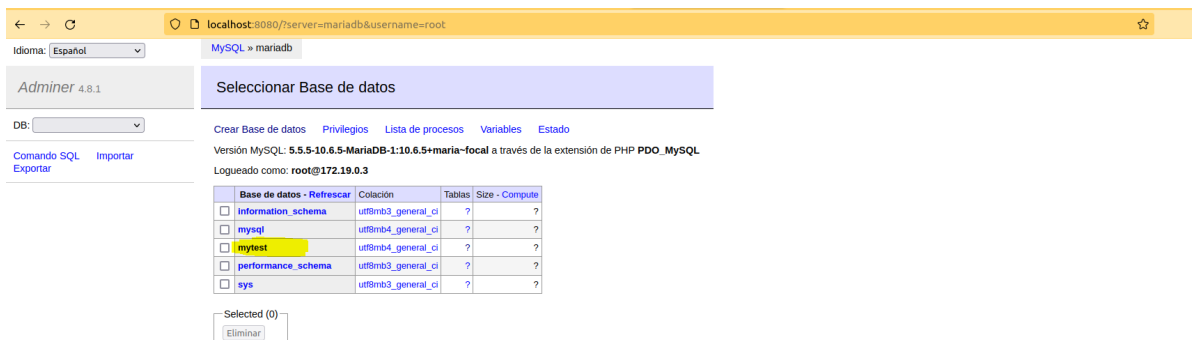 localhost:8080/?server=mariadb&username=root
Idioma: Español
MySQL » mariadb
Adminer 4.8.1
Seleccionar Base de datos
DB:
Crear Base de datos Privilegios Lista de procesos Variables Estado
Comando SQL Importar
Exportar
Versión MySQL: 5.5.5-10.6.5-MariaDB-1:10.6.5+maria~focal a través de la extensión de PHP PDO_MySQL
Logueado como: root@172.19.0.3
Base de datos - Refrescar Colación Tablas Size - Compute
information_schema utf8mb3_general_ci ? ?
mysql utf8mb4_general_ci ? ?
mytest utf8mb4_general_ci ? ?
performance_schema utf8mb3_general_ci ? ?
sys utf8mb3_general_ci ? ?
Selected (0)
Eliminar